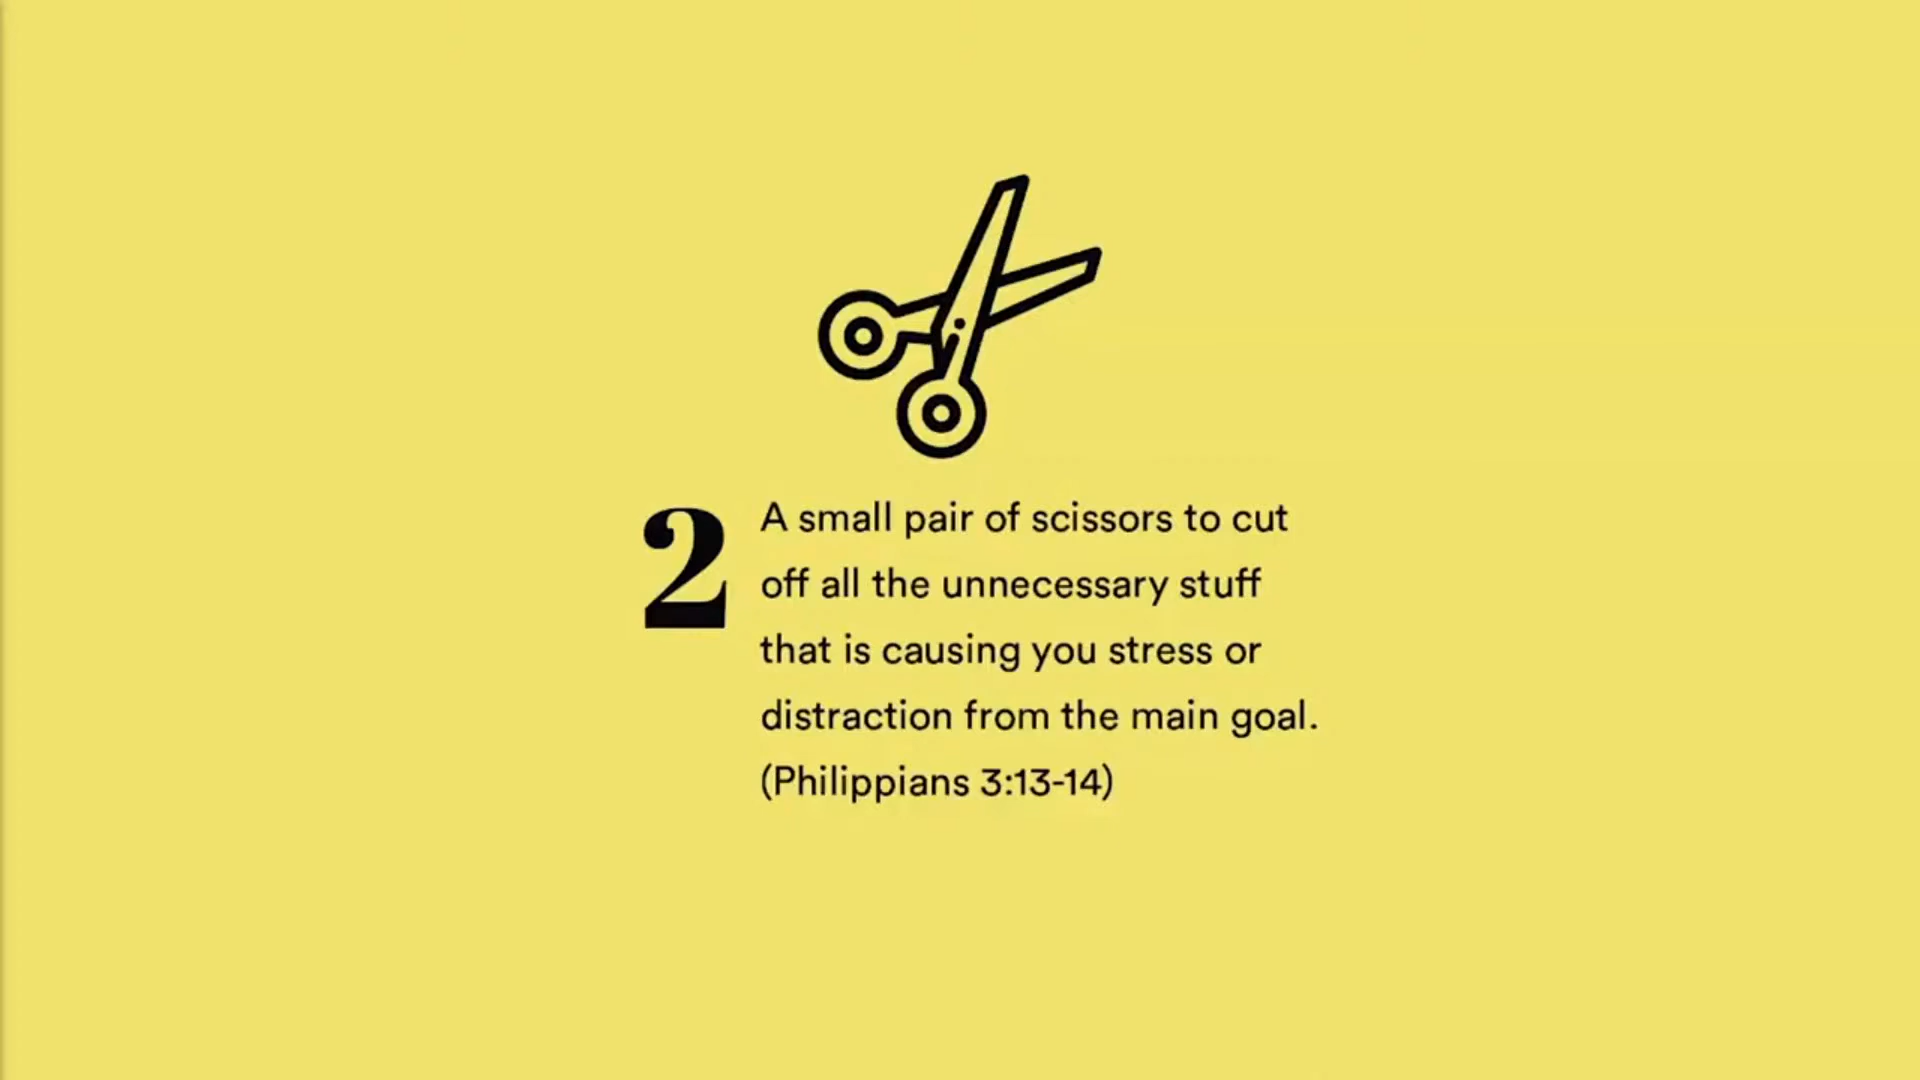 2
A small pair of scissors to cut
off all the unnecessary stuff
that is causing you stress or
distraction from the main goal.
(Philippians 3:13-14)